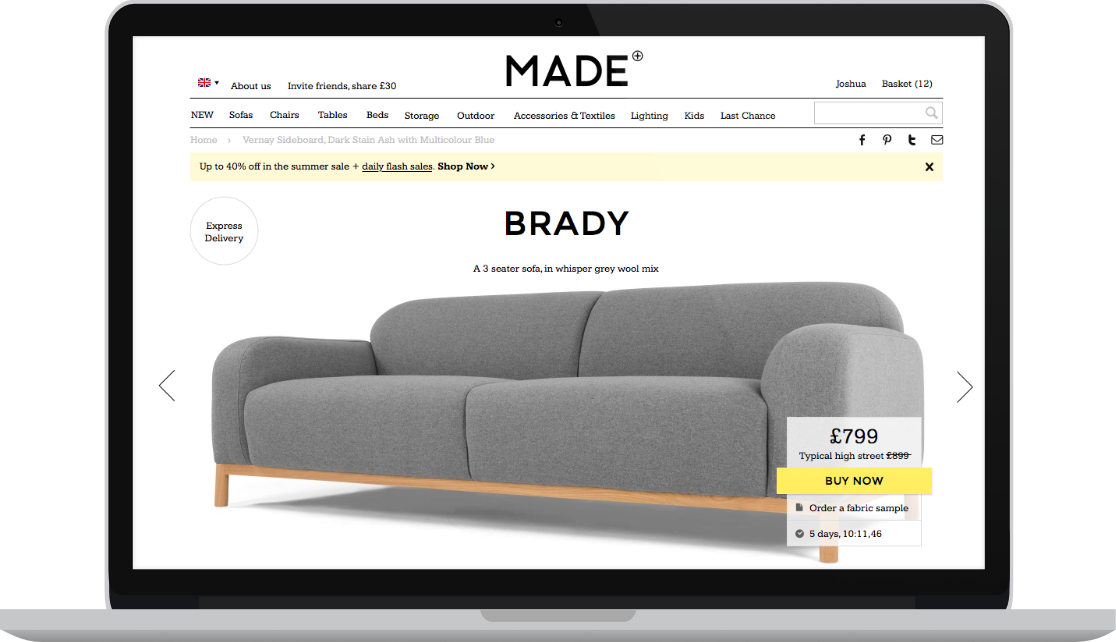 MADE
About us Invite friends, share £30
Joshua Basket (12)
NEW Sofas Chairs Tables Beds Storage Outdoor Accessories & Textiles Lighting Kids Last Chance
Home › Vernay Sideboard, Dark Stain Ash with Multicolour Blue
Up to 40% off in the summer sale + daily flash sales. Shop Now ›
Express
Delivery
BRADY
A 3 seater sofa, in whisper grey wool mix
£799
Typical high street £899
BUY NOW
Order a fabric sample
5 days, 10:11,46